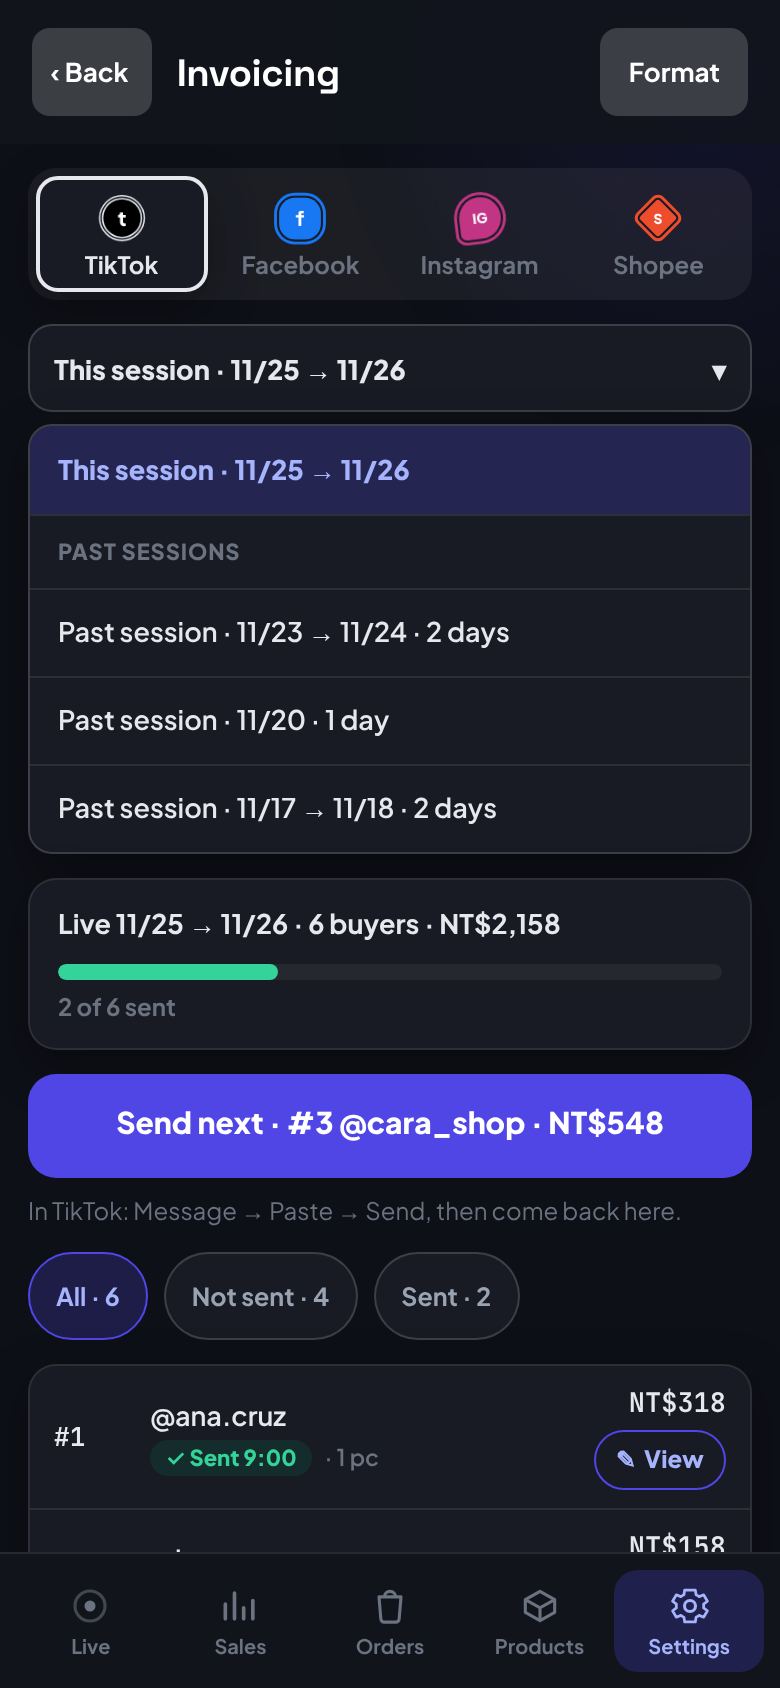 ‹ Back
Invoicing
Format
t
f
IG
S
TikTok
Facebook
Instagram
Shopee
This session · 11/25 → 11/26 ▼
This session · 11/25 → 11/26
PAST SESSIONS
Past session · 11/23 → 11/24 · 2 days
Past session · 11/20 · 1 day
Past session · 11/17 → 11/18 · 2 days
Live 11/25 → 11/26 · 6 buyers · NT$2,158
2 of 6 sent
Send next · #3 @cara_shop · NT$548
In TikTok: Message → Paste → Send, then come back here.
All · 6
Not sent · 4
Sent · 2
#1
@ana.cruz
✓ Sent 9:00 · 1 pc
NT$318
✎ View
NT$158
Live
Sales
Orders
Products
Settings